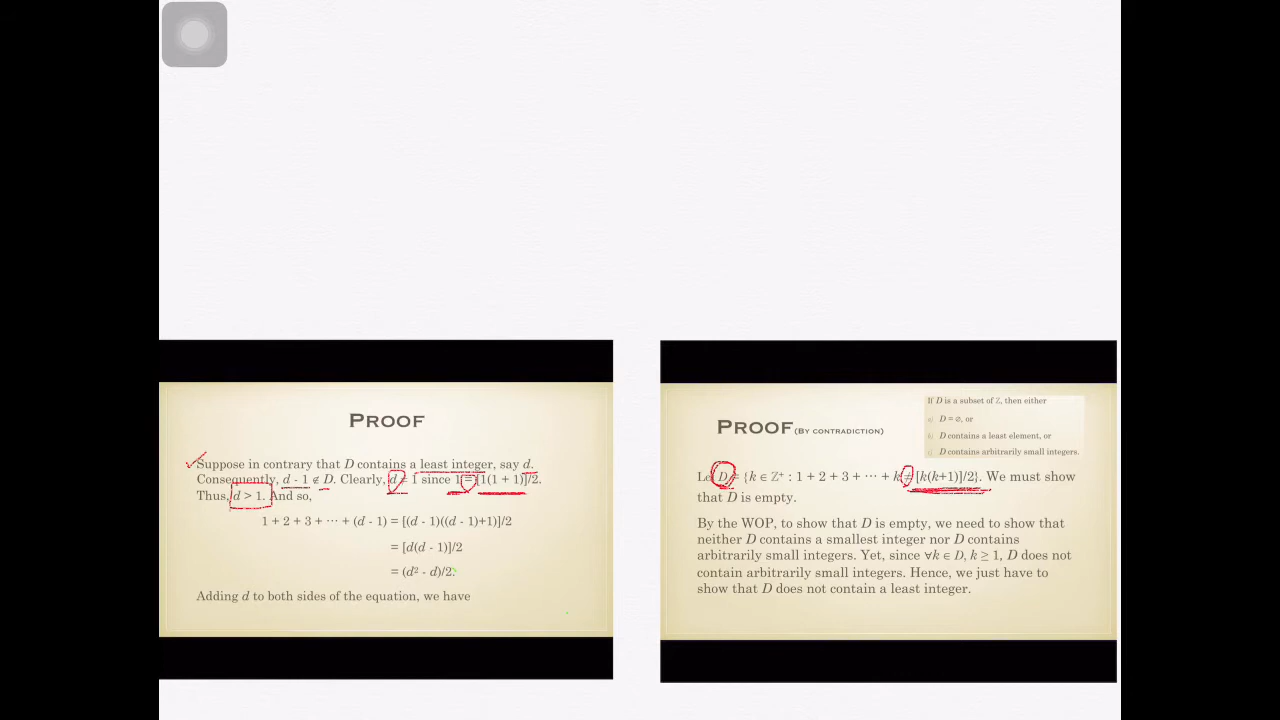 PROOF
Suppose in contrary that D contains a least integer, say d.
Consequently, d - 1 ∉ D. Clearly, d ≠ 1 since 1 = [1(1 + 1)]/2.
Thus, d > 1. And so,
1 + 2 + 3 + ⋯ + (d - 1) = [(d - 1)((d - 1)+1)]/2
= [d(d - 1)]/2
= (d² - d)/2.
Adding d to both sides of the equation, we have
If D is a subset of ℤ, then either
a) D = ∅, or
b) D contains a least element, or
c) D contains arbitrarily small integers.
PROOF (BY CONTRADICTION)
Let D = {k ∈ ℤ⁺ : 1 + 2 + 3 + ⋯ + k ≠ [k(k+1)]/2}. We must show
that D is empty.
By the WOP, to show that D is empty, we need to show that
neither D contains a smallest integer nor D contains
arbitrarily small integers. Yet, since ∀k ∈ D, k ≥ 1, D does not
contain arbitrarily small integers. Hence, we just have to
show that D does not contain a least integer.